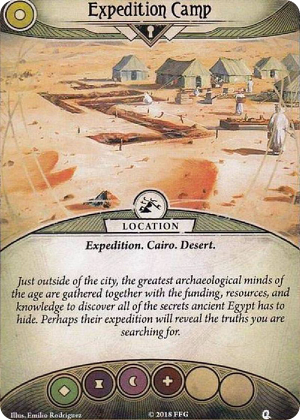 Expedition Camp
LOCATION
Expedition. Cairo. Desert.
Just outside of the city, the greatest archaeological minds of
the age are gathered together with the funding, resources, and
knowledge to discover all of the secrets ancient Egypt has to
hide. Perhaps their expedition will reveal the truths you are
searching for.
Illus. Emilio Rodriguez
© 2018 FFG